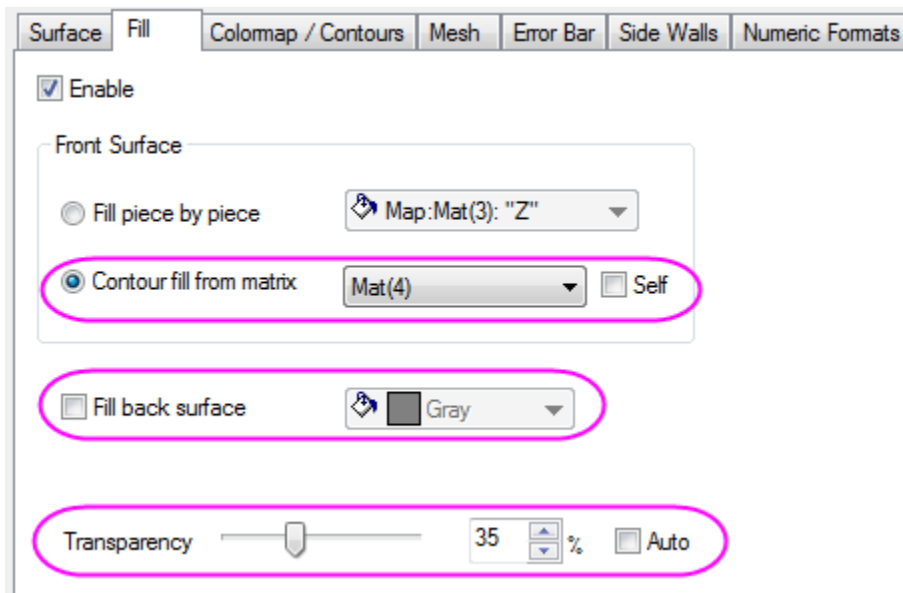 Surface Fill Colormap / Contours Mesh Error Bar Side Walls Numeric Formats
Enable
Front Surface
Fill piece by piece Map:Mat(3): "Z"
Contour fill from matrix Mat(4) Self
Fill back surface Gray
Transparency 35 % Auto